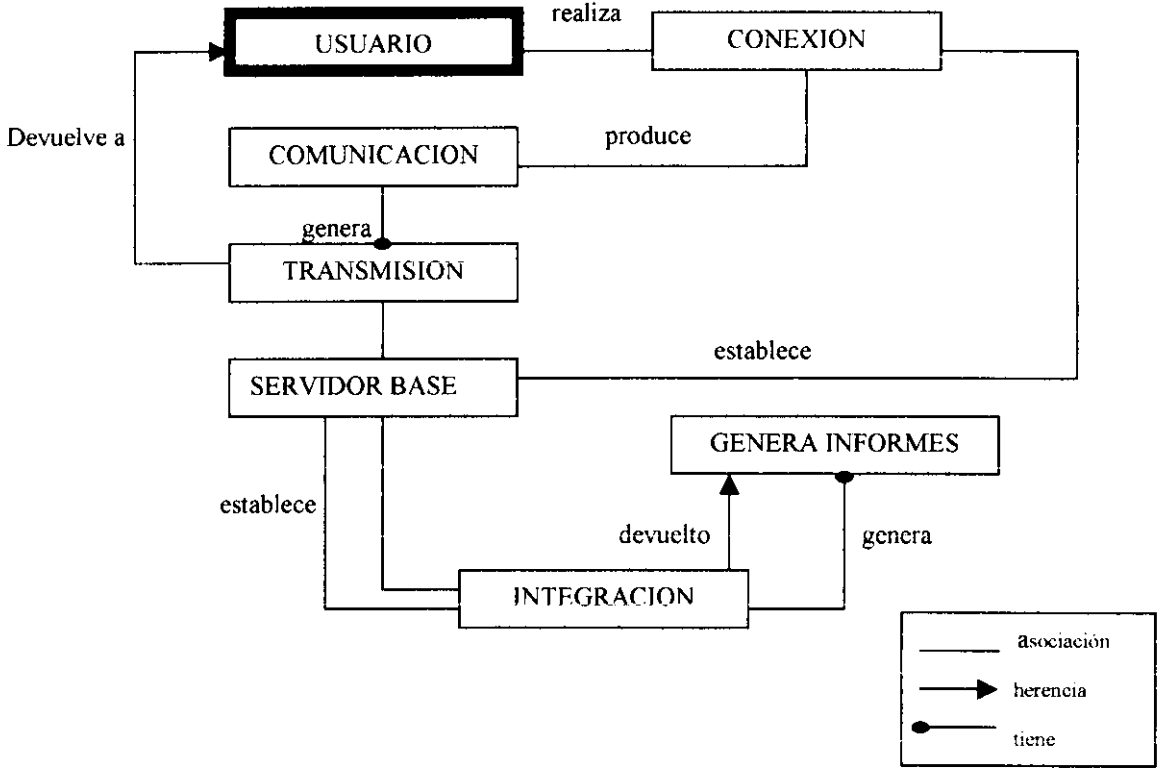 realiza
USUARIO
CONEXION
Devuelve a
produce
COMUNICACION
genera
TRANSMISION
establece
SERVIDOR BASE
GENERA INFORMES
establece
devuelto
genera
INTEGRACION
asociación
herencia
tiene